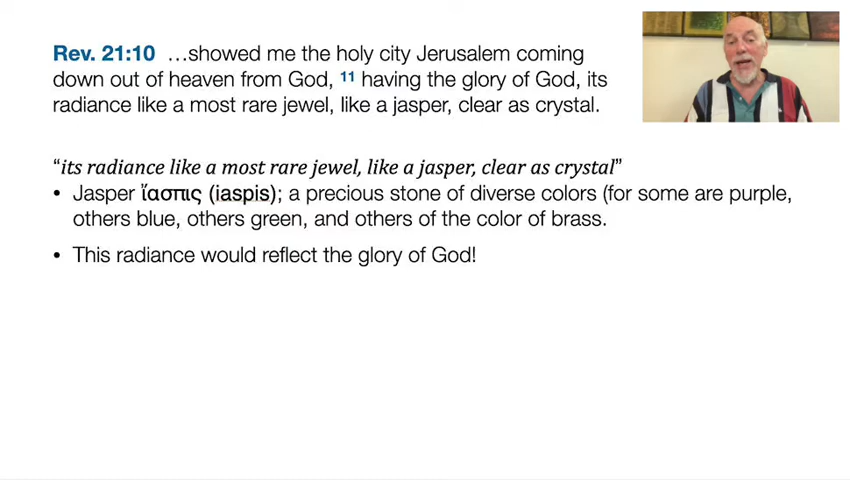 Rev. 21:10 …showed me the holy city Jerusalem coming
down out of heaven from God, 11 having the glory of God, its
radiance like a most rare jewel, like a jasper, clear as crystal.
“its radiance like a most rare jewel, like a jasper, clear as crystal”
• Jasper ἴασπις (iaspis); a precious stone of diverse colors (for some are purple,
others blue, others green, and others of the color of brass.
• This radiance would reflect the glory of God!